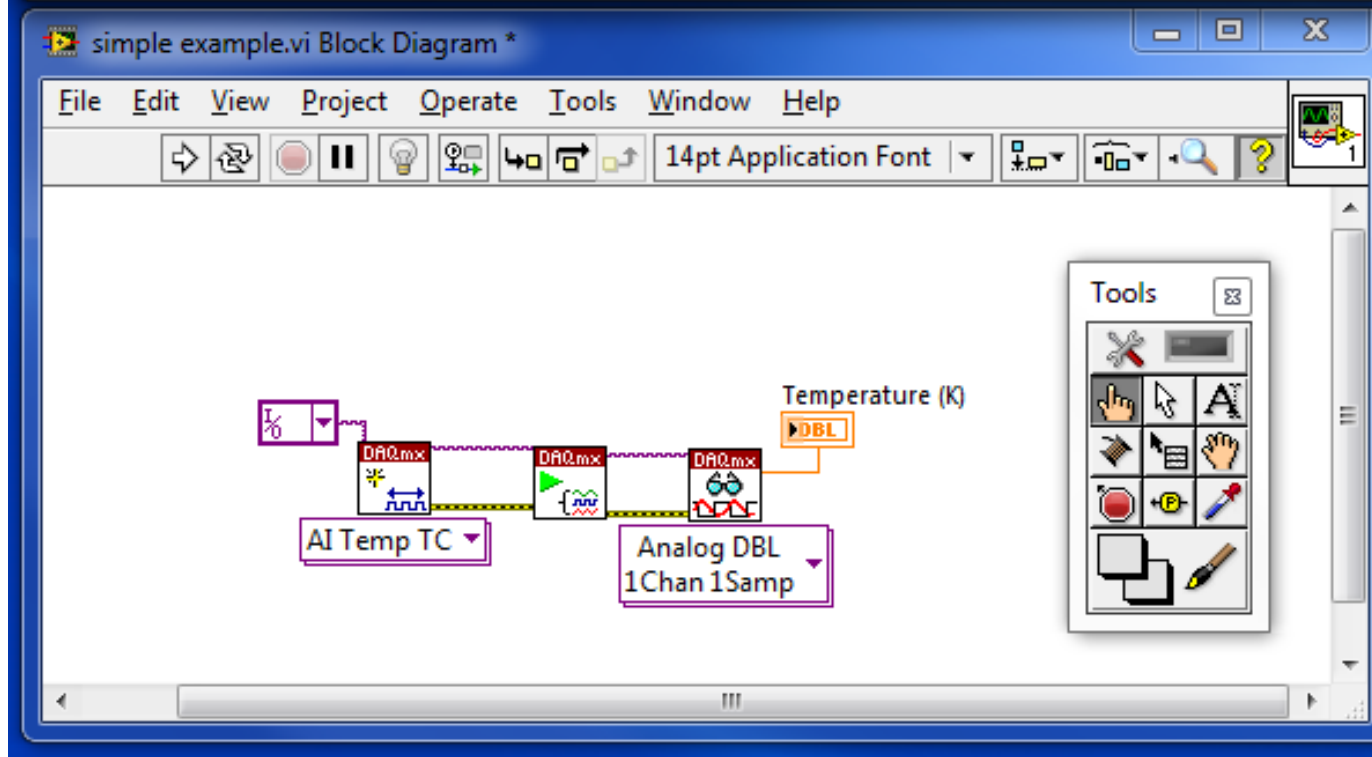 simple example.vi Block Diagram *
File Edit View Project Operate Tools Window Help
14pt Application Font
1
Tools
Temperature (K)
I/O
DBL
DAQmx
DAQmx
DAQmx
AI Temp TC
Analog DBL
1Chan 1Samp